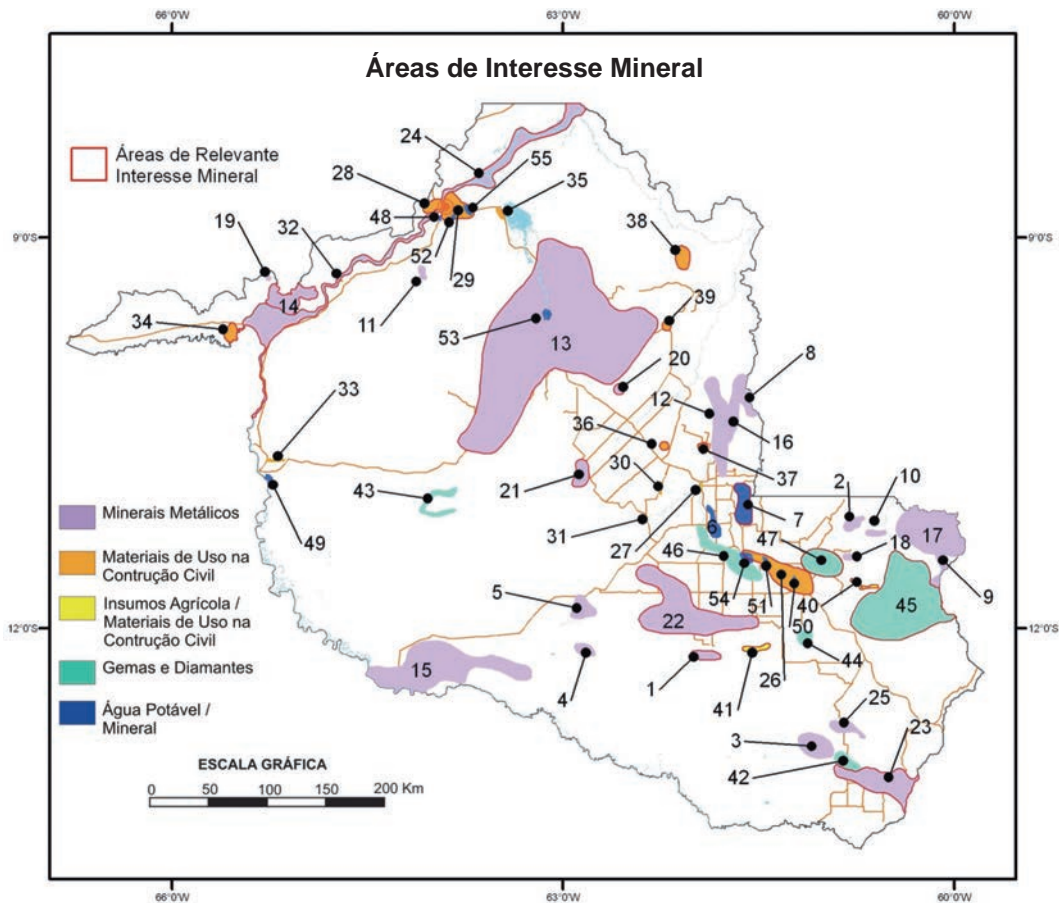 66°0'W 63°0'W 60°0'W
Áreas de Interesse Mineral
Áreas de Relevante
Interesse Mineral
24
55
28
35
48
19
32
52
29
38
9°0'S
9°0'S
14
11
34
53
13
39
20
8
12
16
33
36
37
30
21
43
2
10
49
31
27
6
7
47
18
17
46
54
51
50
40
45
9
5
22
26
44
12°0'S
12°0'S
15
4
1
41
25
3
23
42
Minerais Metálicos
Materiais de Uso na
Contrução Civil
Insumos Agrícola /
Materiais de Uso na
Contrução Civil
Gemas e Diamantes
Água Potável /
Mineral
ESCALA GRÁFICA
0 50 100 150 200 Km
66°0'W 63°0'W 60°0'W